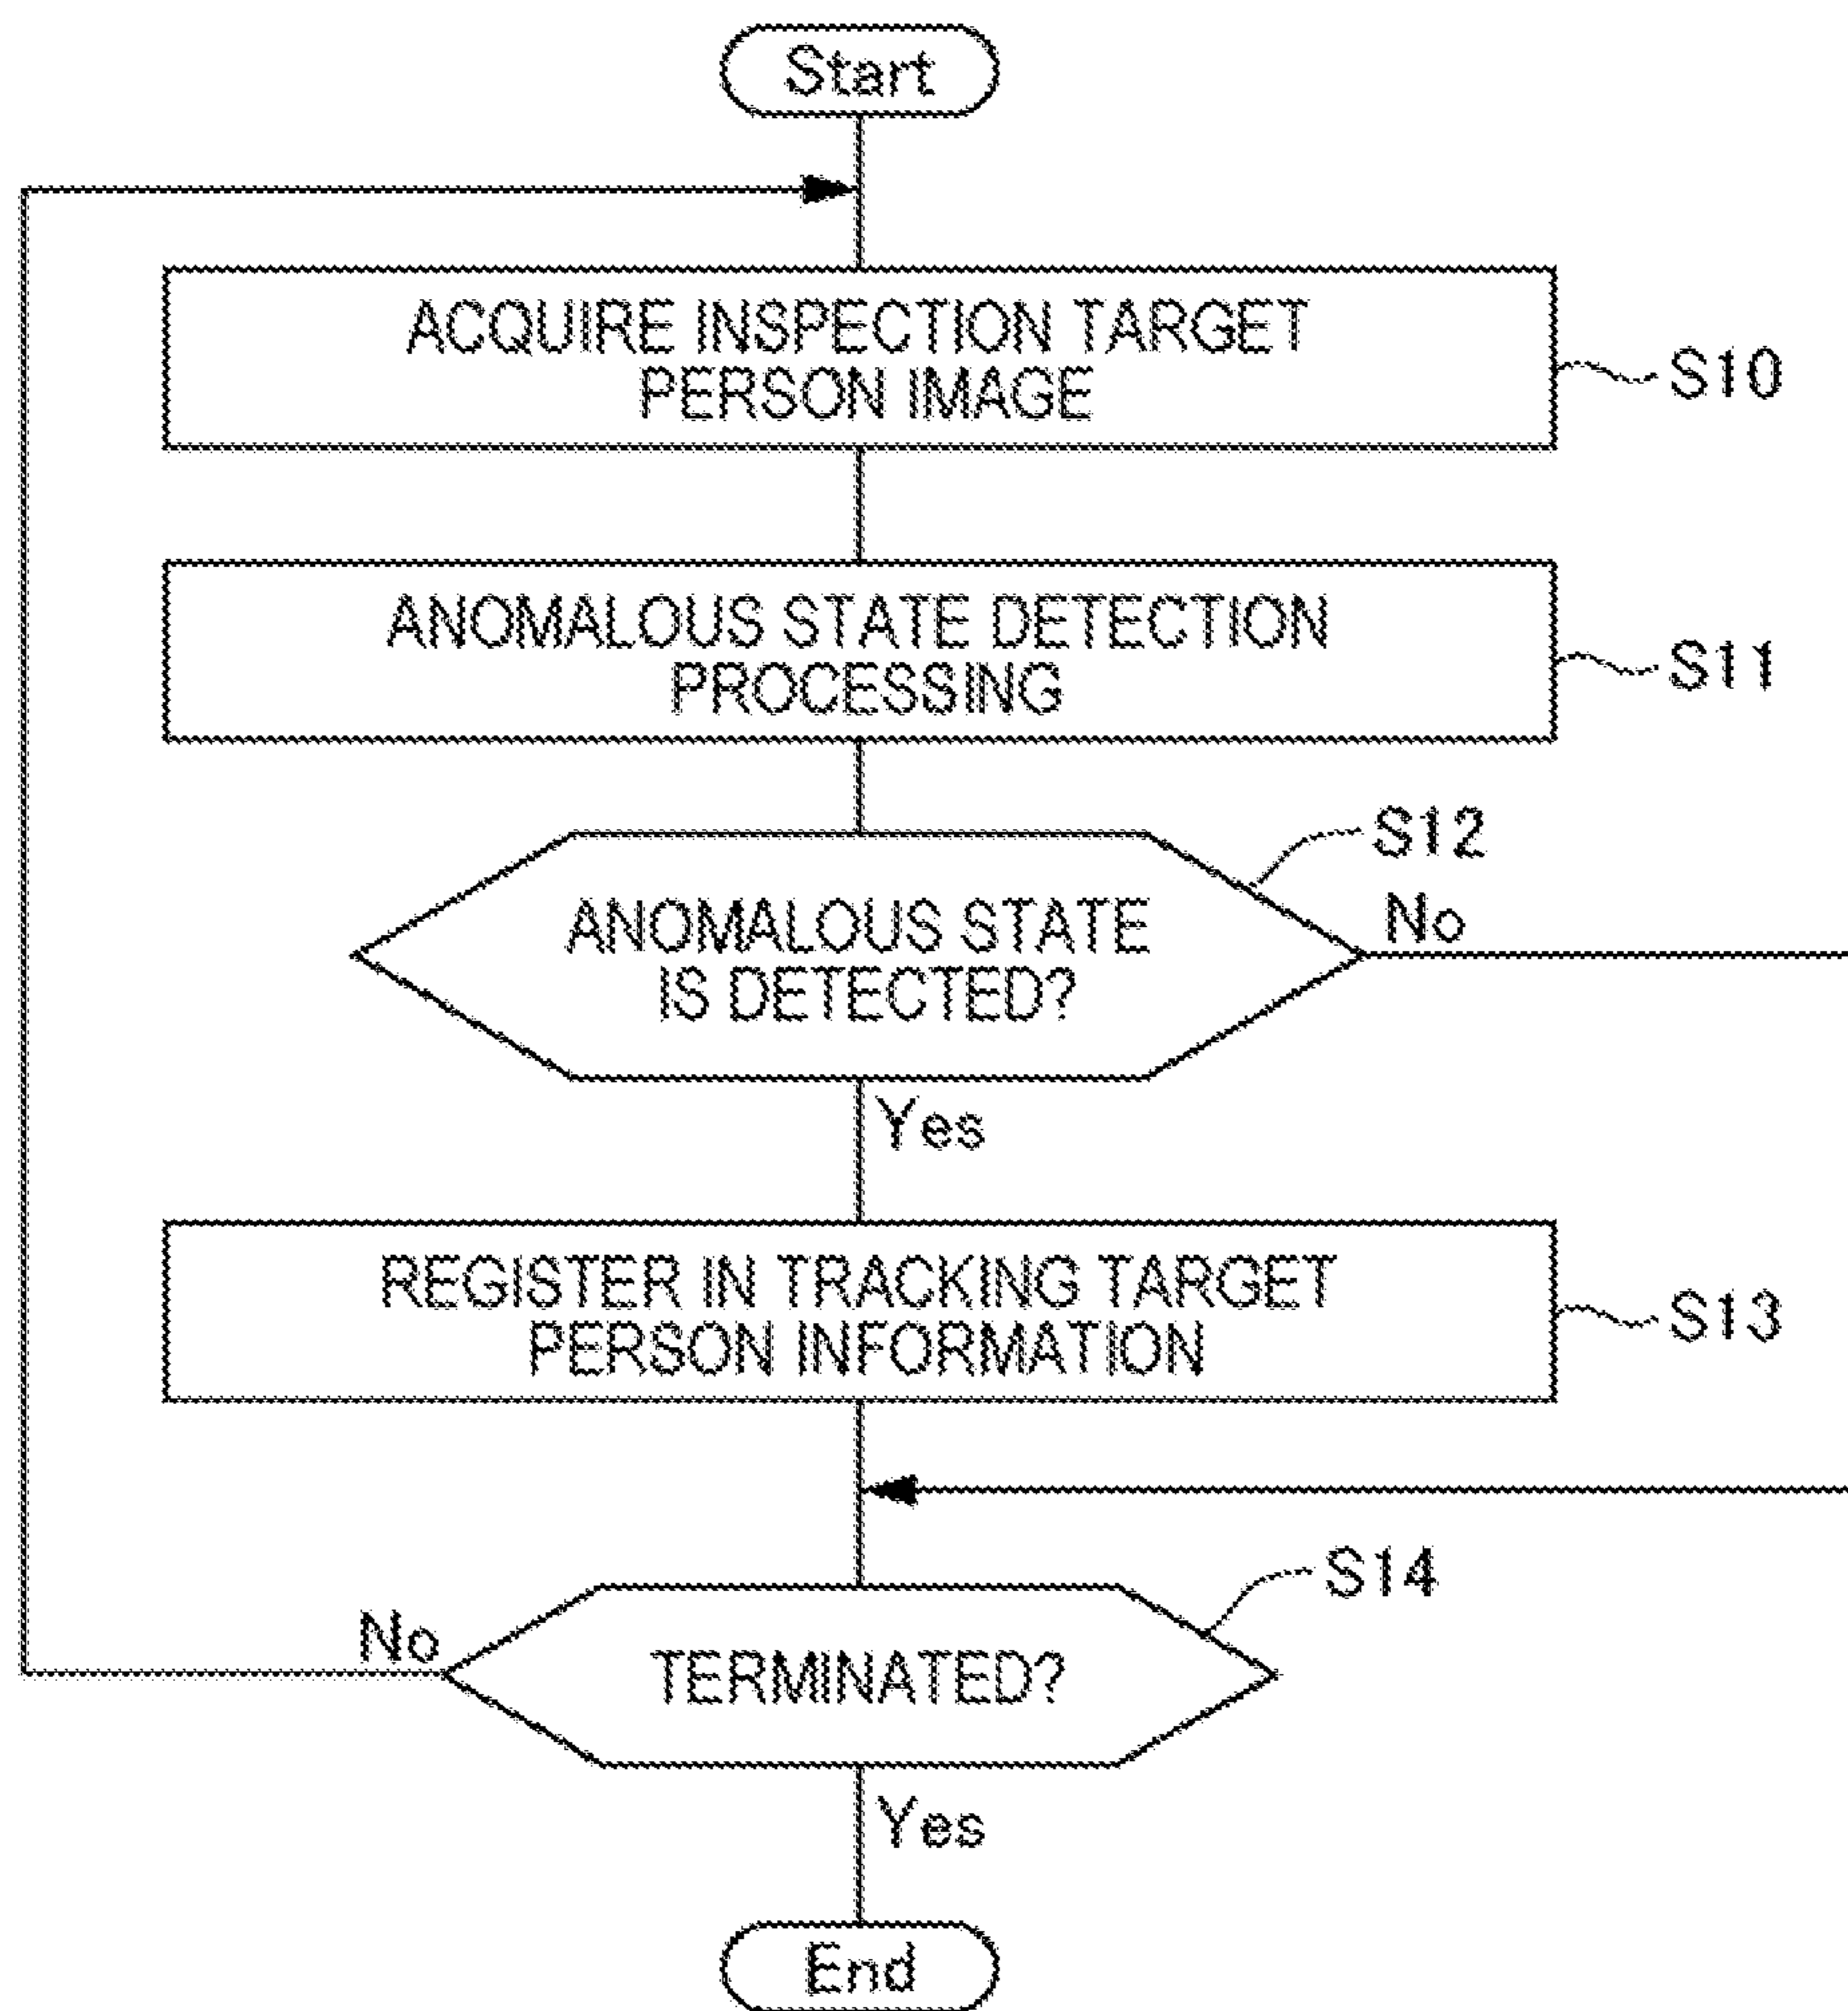 Start
ACQUIRE INSPECTION TARGET
PERSON IMAGE
S10
ANOMALOUS STATE DETECTION
PROCESSING
S11
S12
No
ANOMALOUS STATE
IS DETECTED?
Yes
REGISTER IN TRACKING TARGET
PERSON INFORMATION
S13
S14
No
TERMINATED?
Yes
End